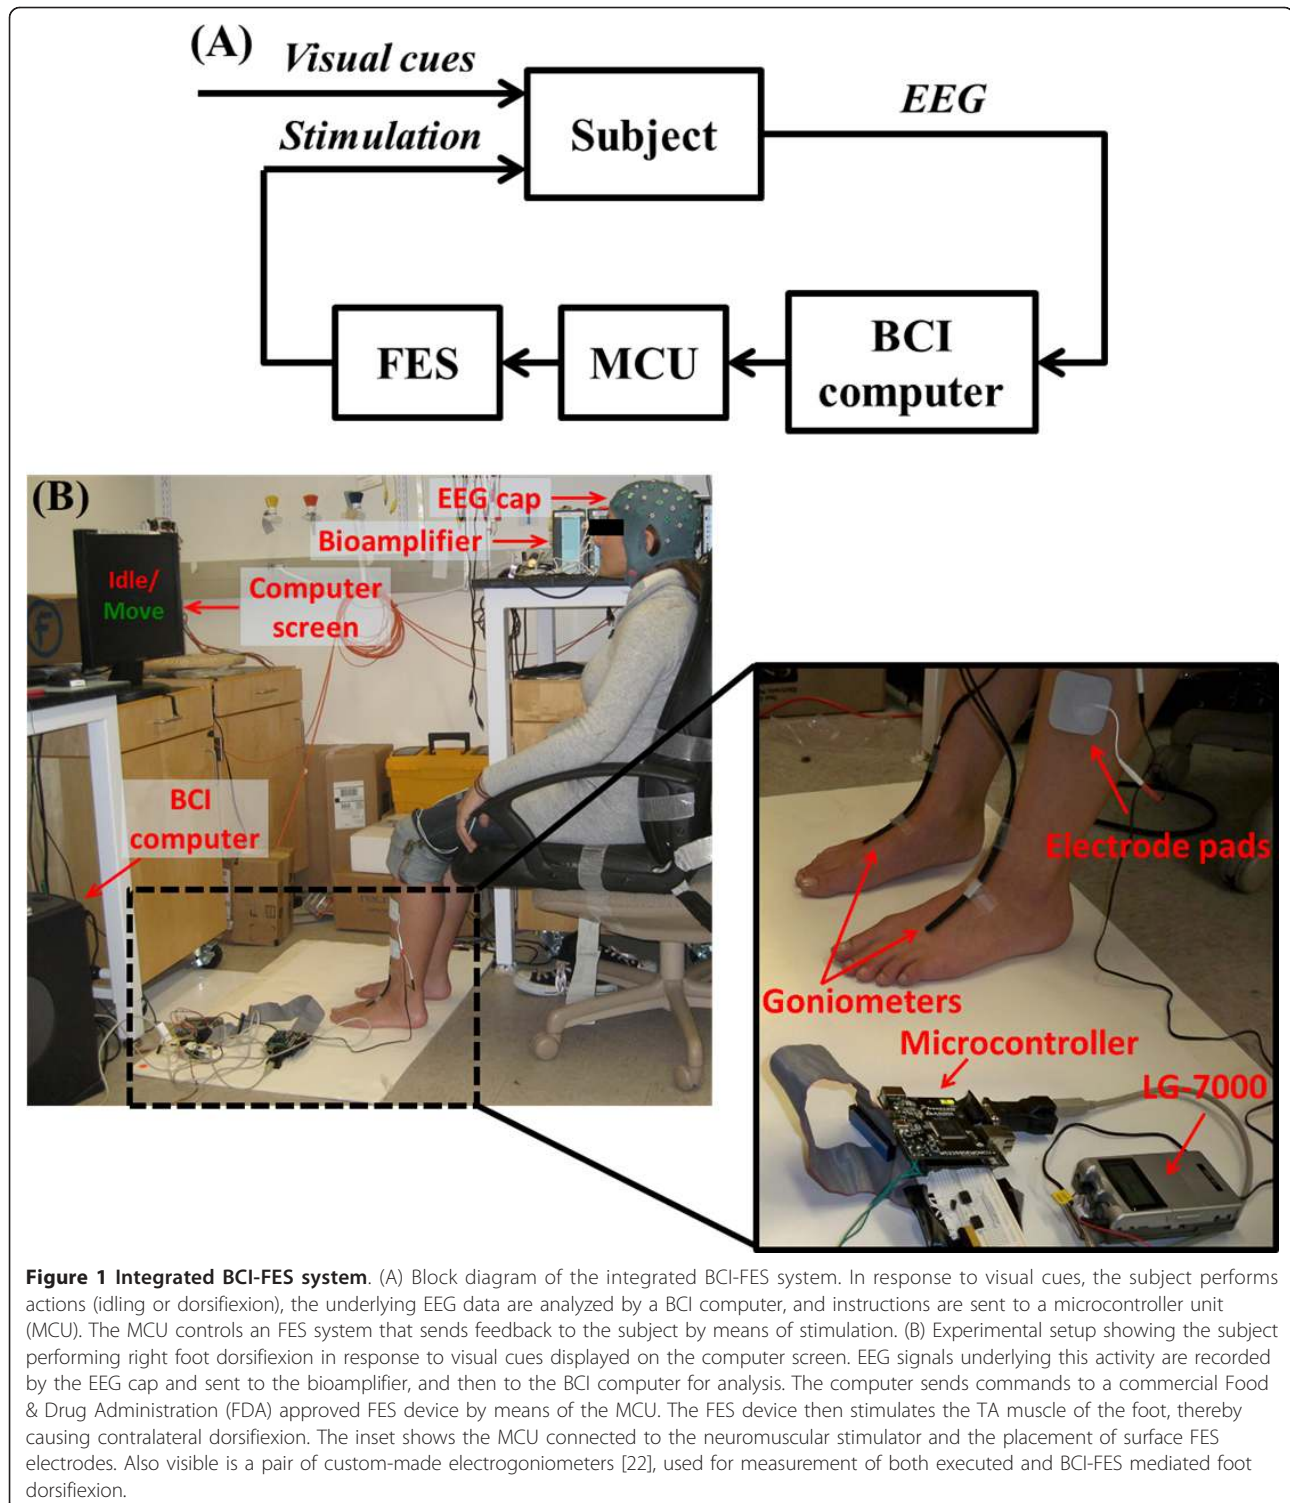 (A)
Visual cues
Stimulation
Subject
EEG
FES
MCU
BCI
computer
(B)
EEG cap
Bioamplifier
Idle/
Move
Computer
screen
BCI
computer
F
Electrode pads
Goniometers
Microcontroller
LG-7000
Figure 1 Integrated BCI-FES system. (A) Block diagram of the integrated BCI-FES system. In response to visual cues, the subject performs
actions (idling or dorsifiexion), the underlying EEG data are analyzed by a BCI computer, and instructions are sent to a microcontroller unit
(MCU). The MCU controls an FES system that sends feedback to the subject by means of stimulation. (B) Experimental setup showing the subject
performing right foot dorsifiexion in response to visual cues displayed on the computer screen. EEG signals underlying this activity are recorded
by the EEG cap and sent to the bioamplifier, and then to the BCI computer for analysis. The computer sends commands to a commercial Food
& Drug Administration (FDA) approved FES device by means of the MCU. The FES device then stimulates the TA muscle of the foot, thereby
causing contralateral dorsifiexion. The inset shows the MCU connected to the neuromuscular stimulator and the placement of surface FES
electrodes. Also visible is a pair of custom-made electrogoniometers [22], used for measurement of both executed and BCI-FES mediated foot
dorsifiexion.